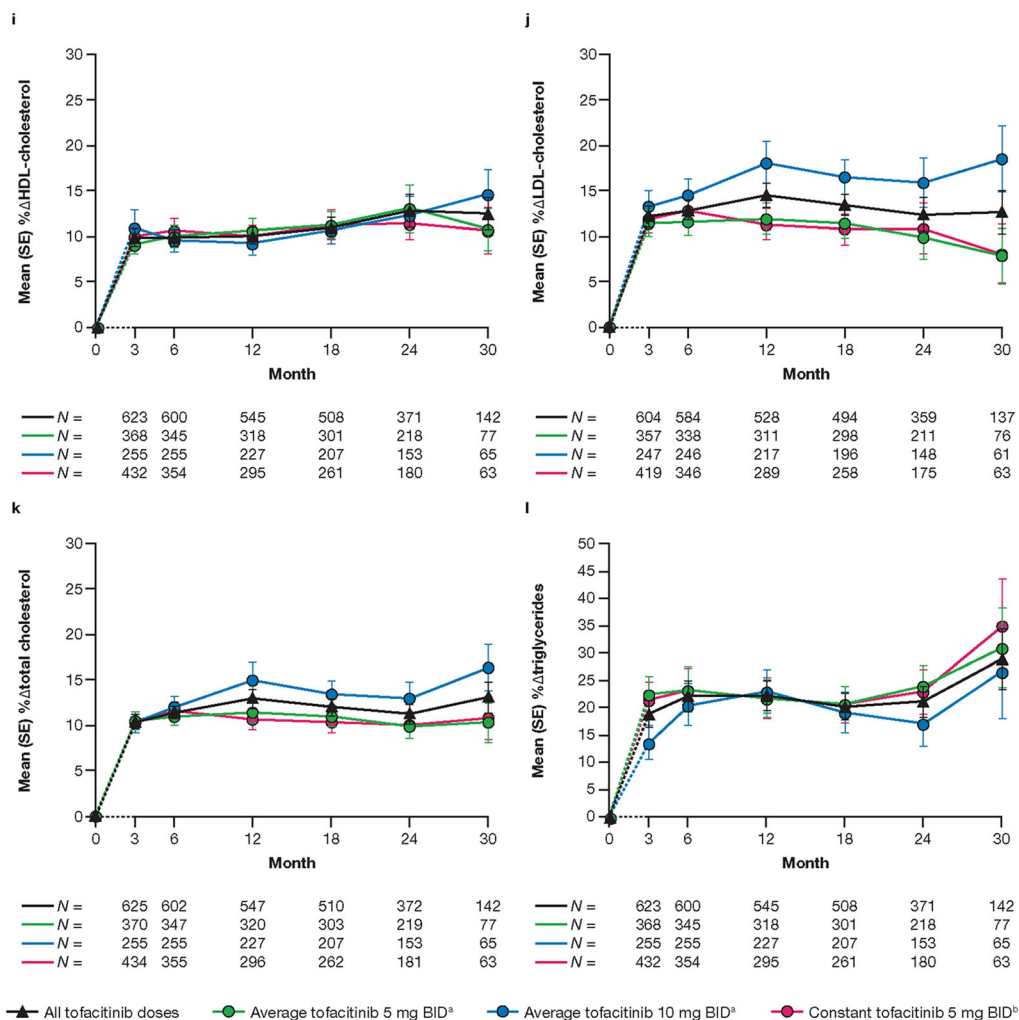 i
Mean (SE) %ΔHDL-cholesterol
30
25
20
15
10
5
0
0 3 6 12 18 24 30
Month
N = 623 600 545 508 371 142
N = 368 345 318 301 218 77
N = 255 255 227 207 153 65
N = 432 354 295 261 180 63
j
Mean (SE) %ΔLDL-cholesterol
30
25
20
15
10
5
0
0 3 6 12 18 24 30
Month
N = 604 584 528 494 359 137
N = 357 338 311 298 211 76
N = 247 246 217 196 148 61
N = 419 346 289 258 175 63
k
Mean (SE) %Δtotal cholesterol
30
25
20
15
10
5
0
0 3 6 12 18 24 30
Month
N = 625 602 547 510 372 142
N = 370 347 320 303 219 77
N = 255 255 227 207 153 65
N = 434 355 296 262 181 63
l
Mean (SE) %Δtriglycerides
50
45
40
35
30
25
20
15
10
5
0
0 3 6 12 18 24 30
Month
N = 623 600 545 508 371 142
N = 368 345 318 301 218 77
N = 255 255 227 207 153 65
N = 432 354 295 261 180 63
All tofacitinib doses Average tofacitinib 5 mg BIDᵃ Average tofacitinib 10 mg BIDᵃ Constant tofacitinib 5 mg BIDᵇ